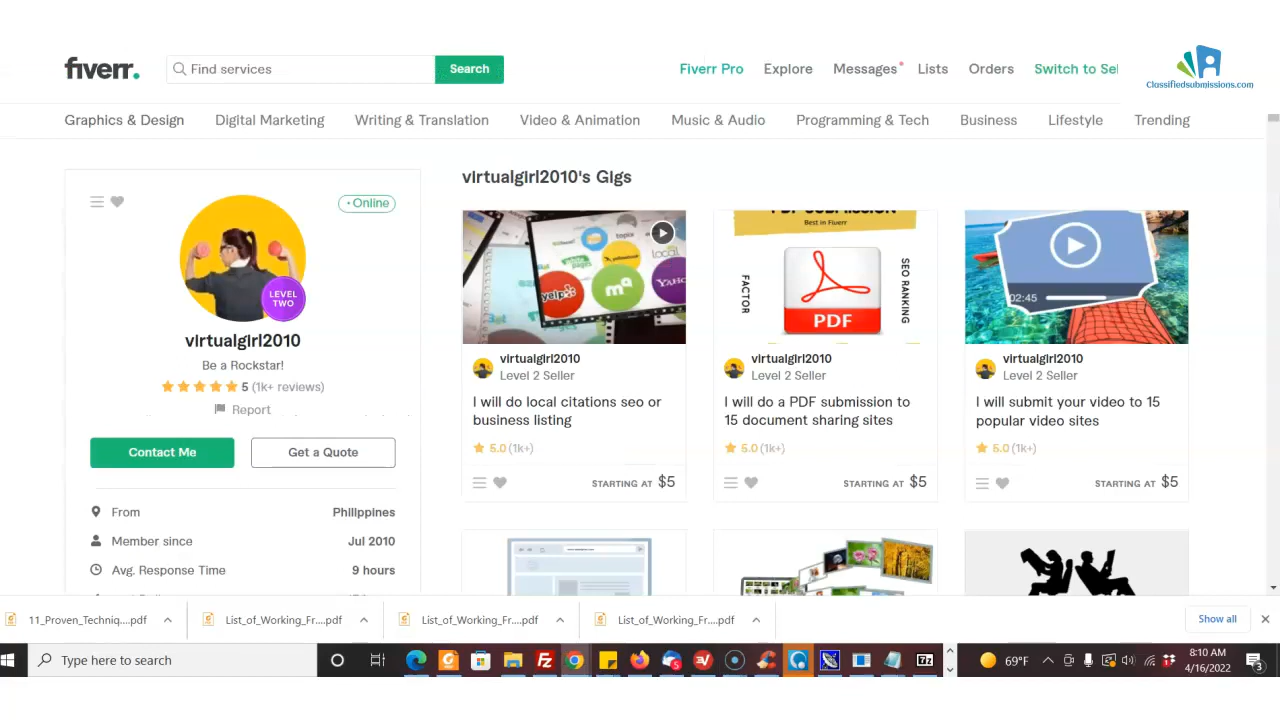 fiverr.
Find services
Search
Fiverr Pro
Explore
Messages
Lists
Orders
Switch to Sel
Classifiedsubmissions.com
Graphics & Design
Digital Marketing
Writing & Translation
Video & Animation
Music & Audio
Programming & Tech
Business
Lifestyle
Trending
• Online
LEVEL
TWO
virtualgirl2010
Be a Rockstar!
5 (1k+ reviews)
Report
Contact Me
Get a Quote
From
Philippines
Member since
Jul 2010
Avg. Response Time
9 hours
virtualgirl2010's Gigs
yelp
Local
Yahoo
virtualgirl2010
Level 2 Seller
I will do local citations seo or
business listing
5.0 (1k+)
STARTING AT $5
PDF SUBMISSION
Best in Fiverr
FACTOR
SEO RANKING
PDF
virtualgirl2010
Level 2 Seller
I will do a PDF submission to
15 document sharing sites
5.0 (1k+)
STARTING AT $5
02:45
virtualgirl2010
Level 2 Seller
I will submit your video to 15
popular video sites
5.0 (1k+)
STARTING AT $5
11_Proven_Techniq....pdf
List_of_Working_Fr....pdf
List_of_Working_Fr....pdf
List_of_Working_Fr....pdf
Show all
Type here to search
69°F
8:10 AM
4/16/2022
3